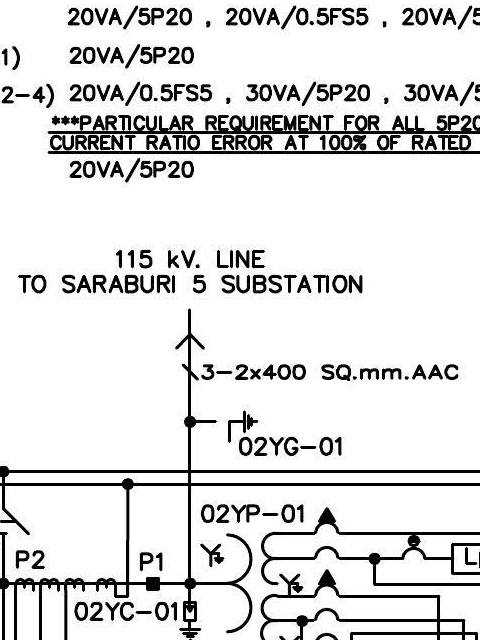 20VA/5P20 , 20VA/0.5FS5 , 20VA/5
1) 20VA/5P20
2-4) 20VA/0.5FS5 , 30VA/5P20 , 30VA/5
***PARTICULAR REQUIREMENT FOR ALL 5P20
CURRENT RATIO ERROR AT 100% OF RATED
20VA/5P20
115 kV. LINE
TO SARABURI 5 SUBSTATION
3-2x400 SQ.mm.AAC
02YG-01
02YP-01
P2
P1
02YC-01